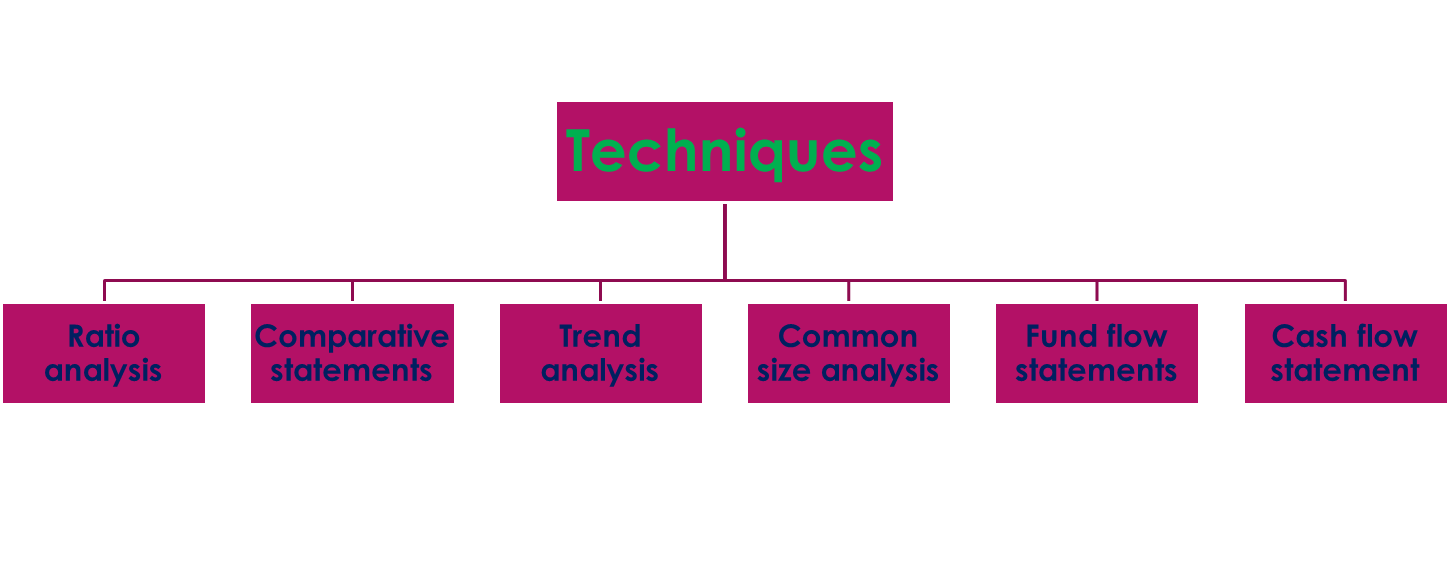 Techniques
Ratio
analysis
Comparative
statements
Trend
analysis
Common
size analysis
Fund flow
statements
Cash flow
statement